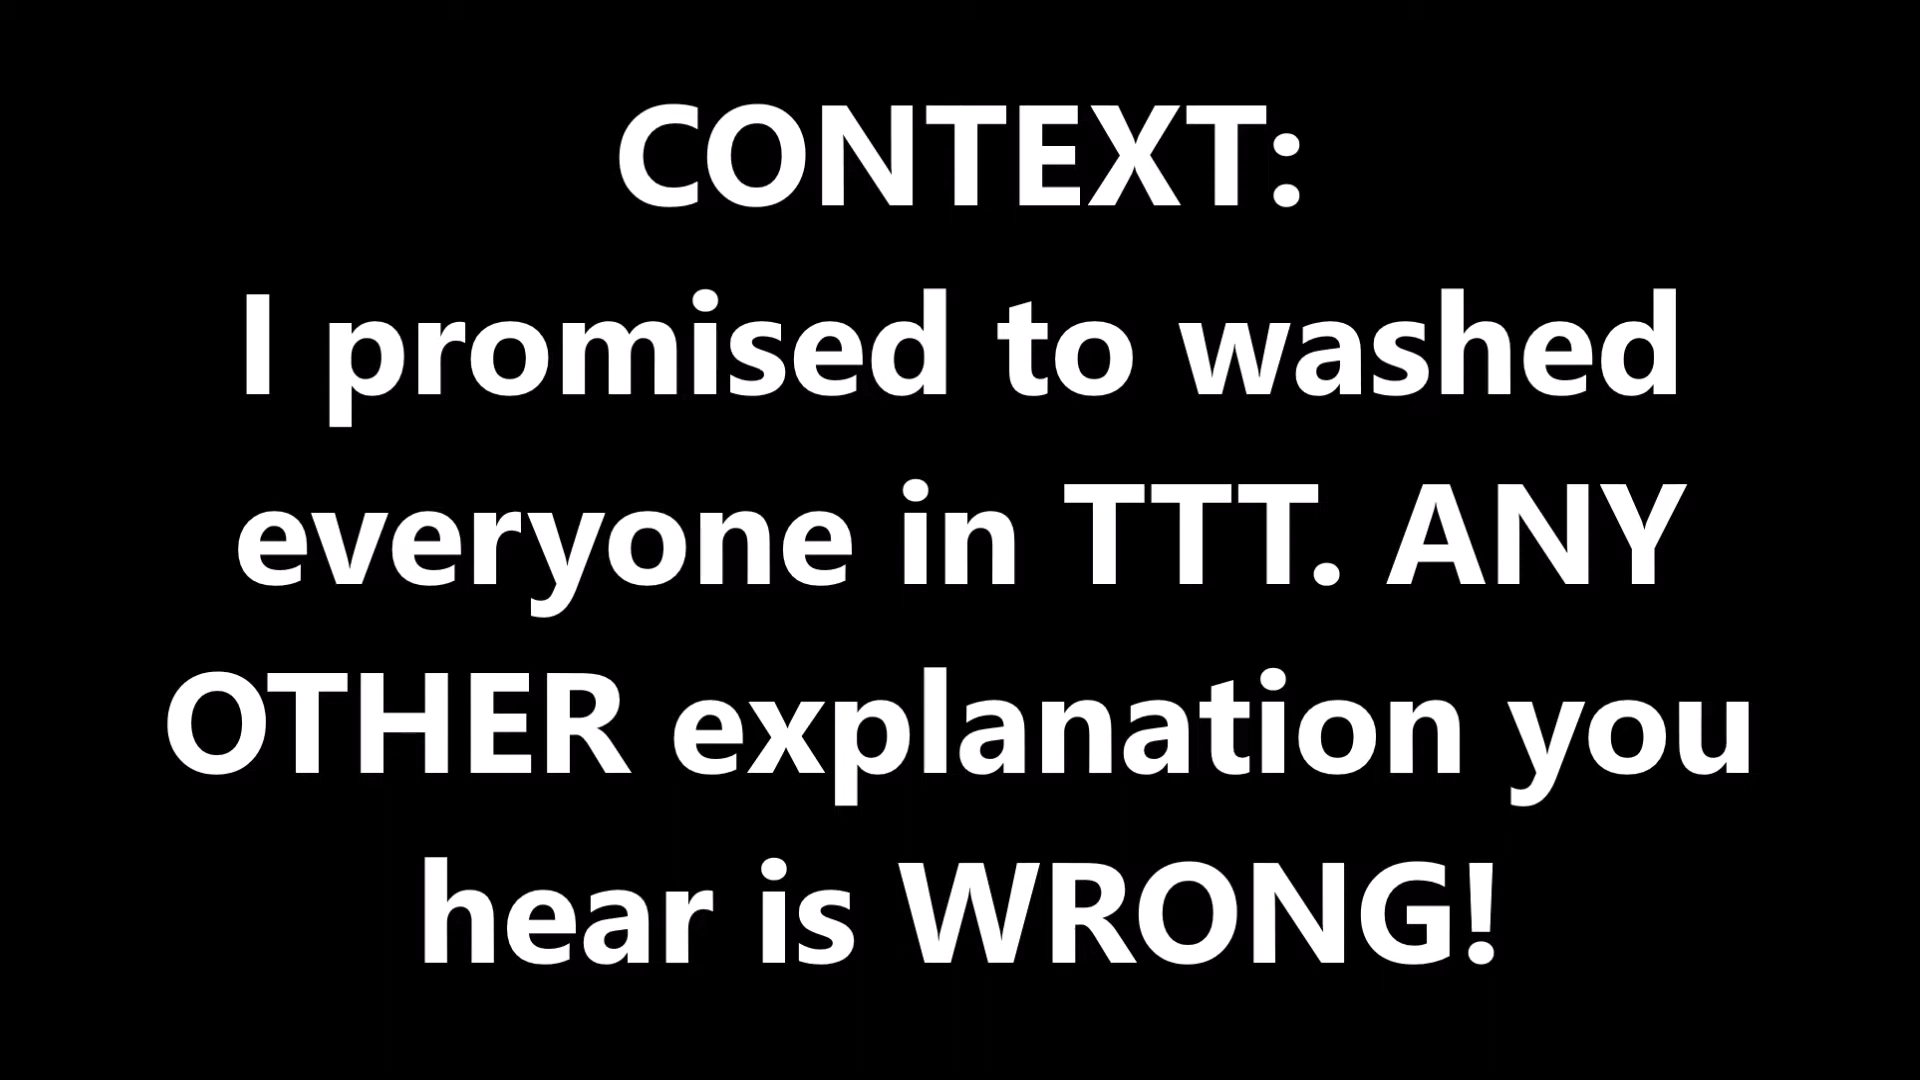 CONTEXT:
I promised to washed
everyone in TTT. ANY
OTHER explanation you
hear is WRONG!